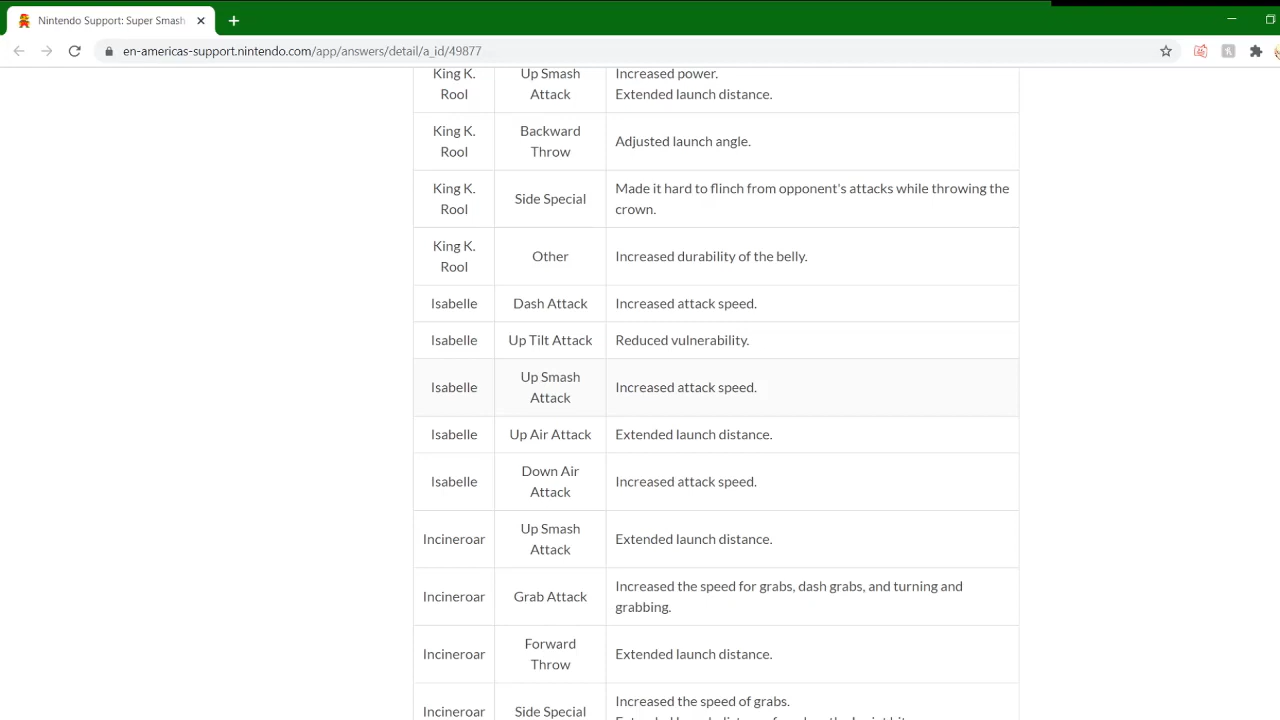 Nintendo Support: Super Smash
en-americas-support.nintendo.com/app/answers/detail/a_id/49877
King K. Rool
Up Smash Attack
Increased power.
Extended launch distance.
King K. Rool
Backward Throw
Adjusted launch angle.
King K. Rool
Side Special
Made it hard to flinch from opponent's attacks while throwing the
crown.
King K. Rool
Other
Increased durability of the belly.
Isabelle
Dash Attack
Increased attack speed.
Isabelle
Up Tilt Attack
Reduced vulnerability.
Isabelle
Up Smash Attack
Increased attack speed.
Isabelle
Up Air Attack
Extended launch distance.
Isabelle
Down Air Attack
Increased attack speed.
Incineroar
Up Smash Attack
Extended launch distance.
Incineroar
Grab Attack
Increased the speed for grabs, dash grabs, and turning and
grabbing.
Incineroar
Forward Throw
Extended launch distance.
Incineroar
Side Special
Increased the speed of grabs.